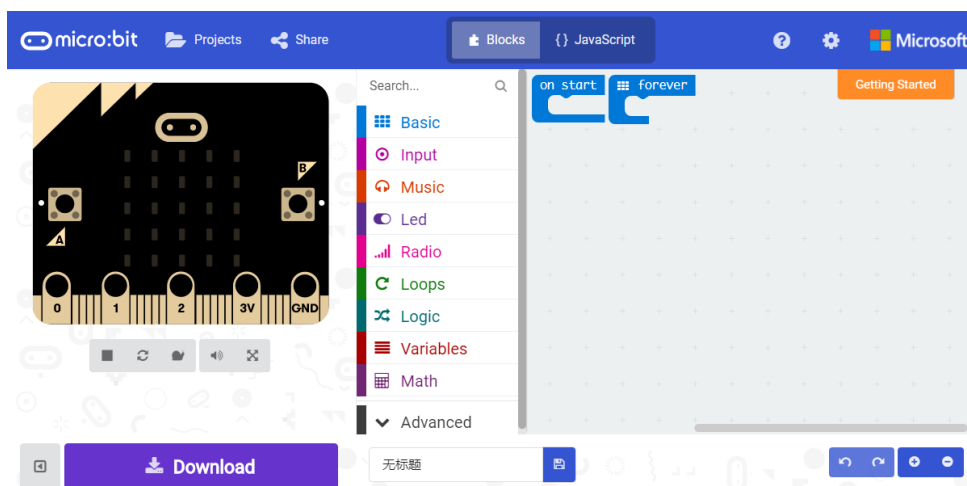 micro:bit Projects Share Blocks {} JavaScript ? Microsoft
Search...
on start forever
Getting Started
Basic
Input
Music
Led
Radio
Loops
Logic
Variables
Math
Advanced
B
A
0 1 2 3V GND
Download
无标题